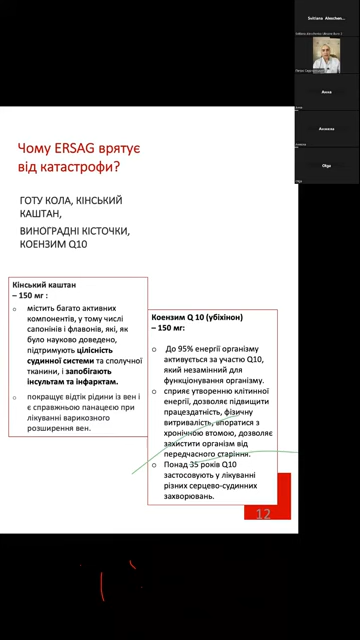 Svitlana Alexchan...
Анна
Анжела
Olga
Olga
Чому ERSAG врятує
від катастрофи?
ГОТУ КОЛА, КІНСЬКИЙ
КАШТАН,
ВИНОГРАДНІ КІСТОЧКИ,
КОЕНЗИМ Q10
Кінський каштан
– 150 мг :
містить багато активних
компонентів, у тому числі
сапонінів і флавонів, які, як
було науково доведено,
підтримують цілісність
судинної системи та сполучної
тканини, і запобігають
інсультам та інфарктам.
покращує відтік рідини із вен і
є справжньою панацеєю при
лікуванні варикозного
розширення вен.
Коензим Q 10 (убіхінон)
– 150 мг:
До 95% енергії організму
активується за участю Q10,
який незамінний для
функціонування організму.
сприяє утворенню клітинної
енергії, дозволяє підвищити
працездатність, фізичну
витривалість, впоратися з
хронічною втомою, дозволяє
захистити організм від
передчасного старіння.
Понад 35 років Q10
застосовують у лікуванні
різних серцево-судинних
захворювань.
12